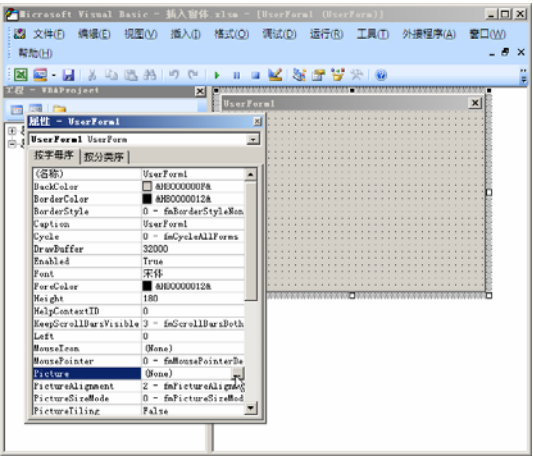 Microsoft Visual Basic - 插入窗体.xlsm - [UserForm1 (UserForm)]
文件(F) 编辑(E) 视图(V) 插入(I) 格式(O) 调试(D) 运行(R) 工具(T) 外接程序(A) 窗口(W)
帮助(H)
工程 - VBAProject
UserForm1
属性 - UserForm1
UserForm1 UserForm
按字母序 按分类序
(名称) UserForm1
BackColor &H8000000F&
BorderColor &H80000012&
BorderStyle 0 - fmBorderStyleNon
Caption UserForm1
Cycle 0 - fmCycleAllForms
DrawBuffer 32000
Enabled True
Font 宋体
ForeColor &H80000012&
Height 180
HelpContextID 0
KeepScrollBarsVisible 3 - fmScrollBarsBoth
Left 0
MouseIcon (None)
MousePointer 0 - fmMousePointerDe
Picture (None) ...
PictureAlignment 2 - fmPictureAlignme
PictureSizeMode 0 - fmPictureSizeMod
PictureTiling False